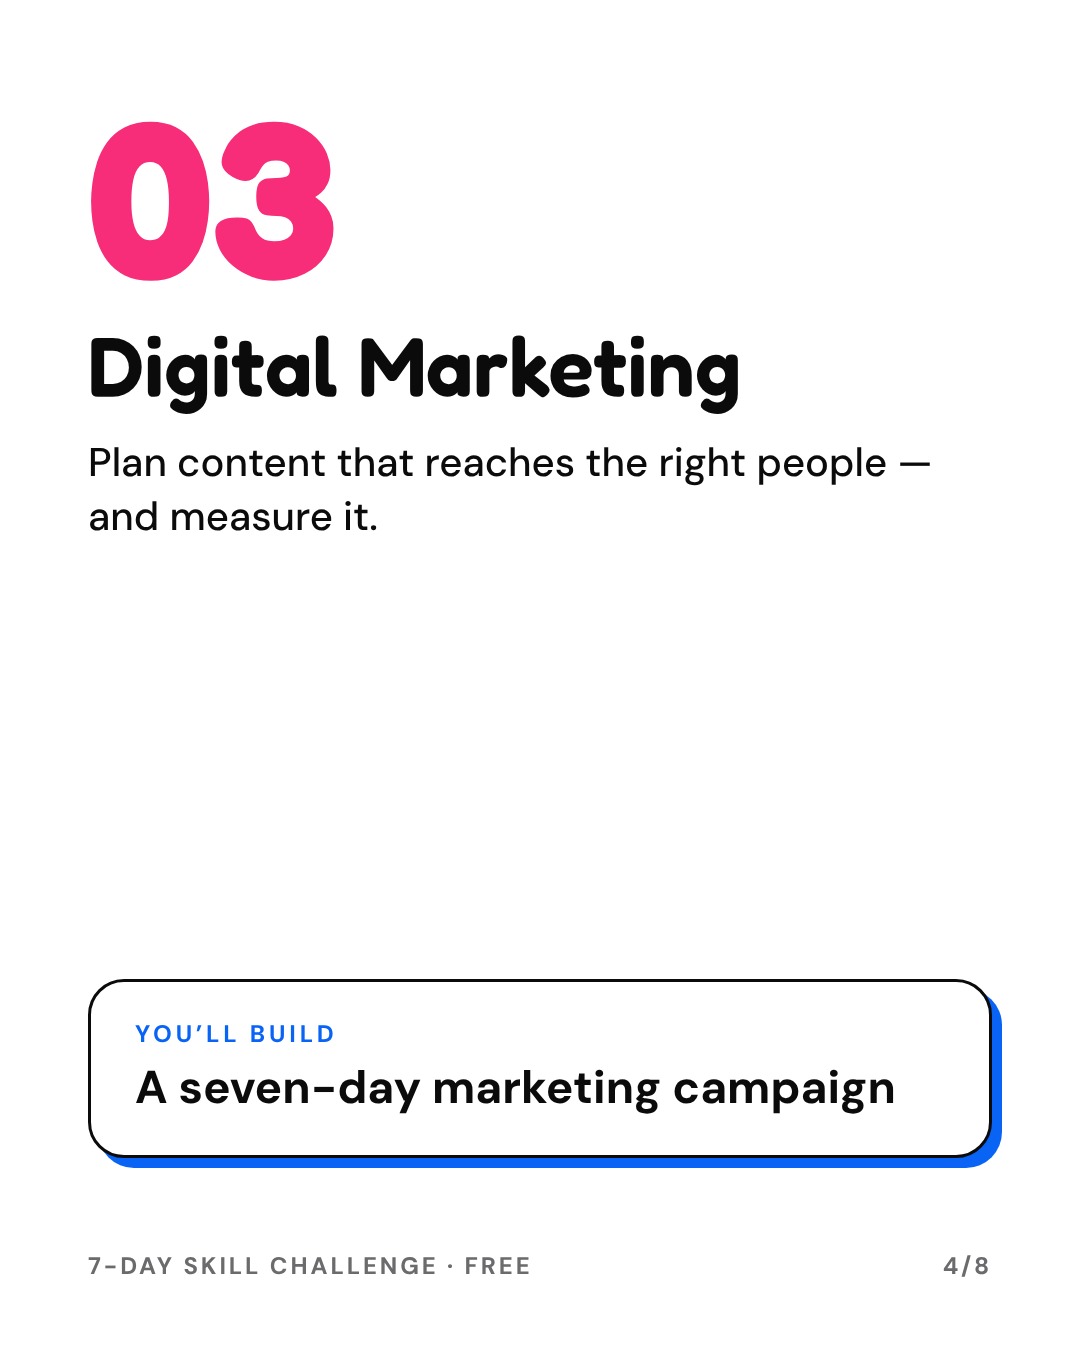 03
Digital Marketing
Plan content that reaches the right people —
and measure it.
YOU’LL BUILD
A seven-day marketing campaign
7-DAY SKILL CHALLENGE · FREE
4/8